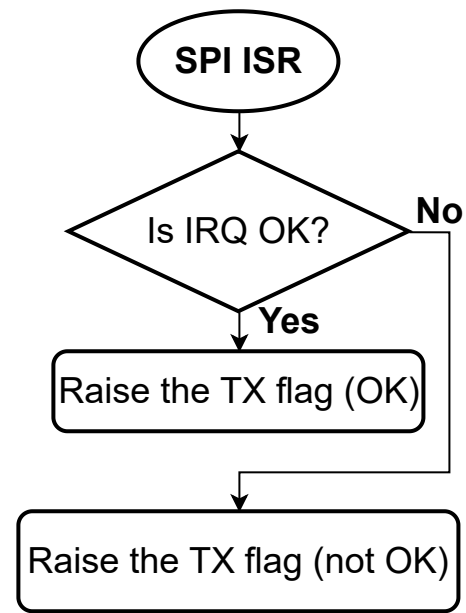 SPI ISR
Is IRQ OK?
No
Yes
Raise the TX flag (OK)
Raise the TX flag (not OK)